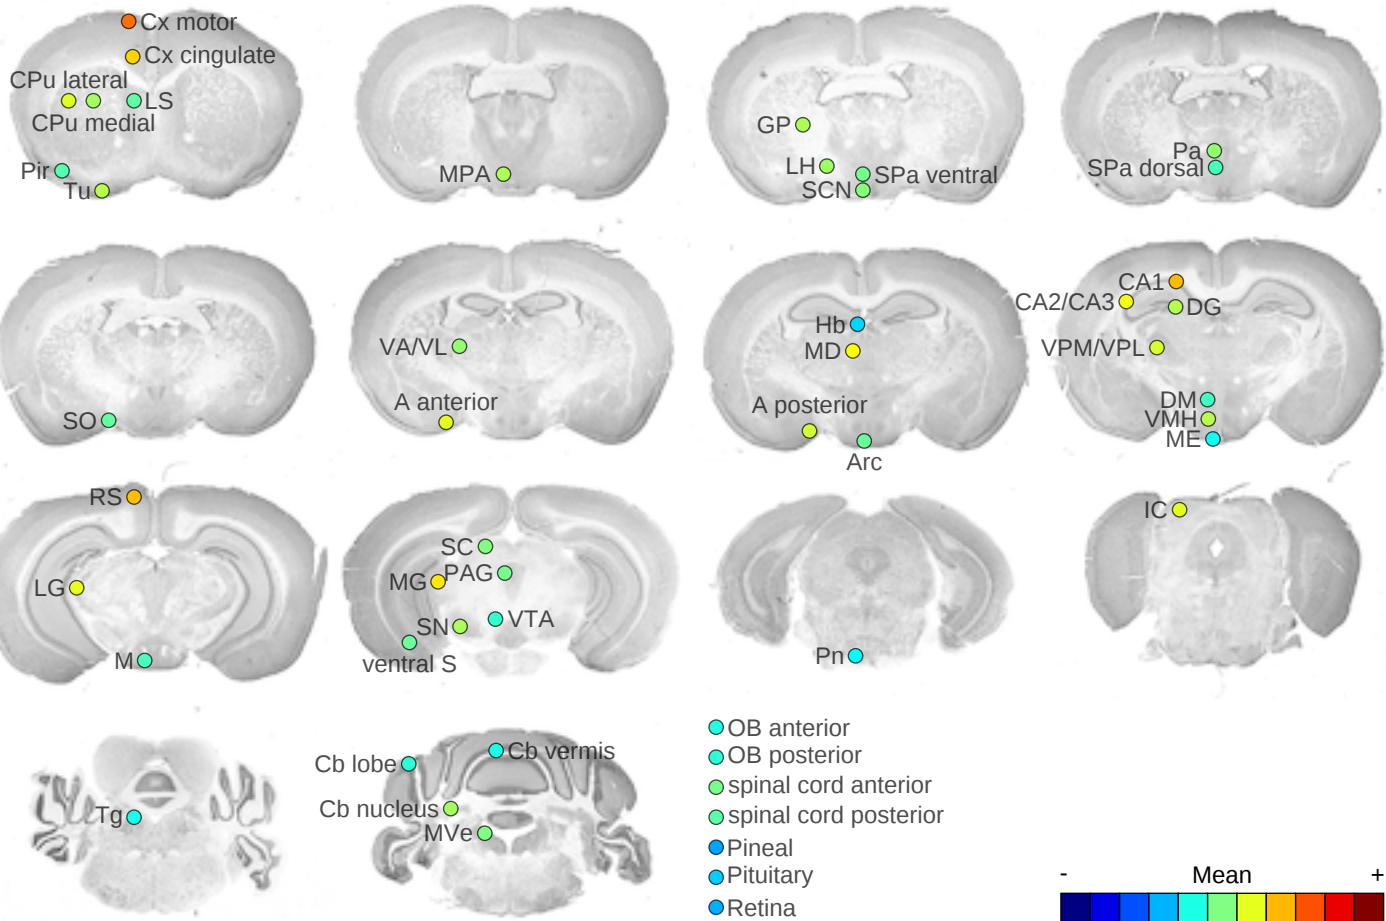 Cx motor
Cx cingulate
CPu lateral
LS
CPu medial
Pir
Tu
MPA
GP
LH
SPa ventral
SCN
Pa
SPa dorsal
SO
VA/VL
A anterior
Hb
MD
A posterior
Arc
CA1
CA2/CA3
DG
VPM/VPL
DM
VMH
ME
RS
LG
M
SC
PAG
MG
VTA
SN
ventral S
Pn
IC
Tg
Cb vermis
Cb lobe
Cb nucleus
MVe
OB anterior
OB posterior
spinal cord anterior
spinal cord posterior
Pineal
Pituitary
Retina
- Mean +